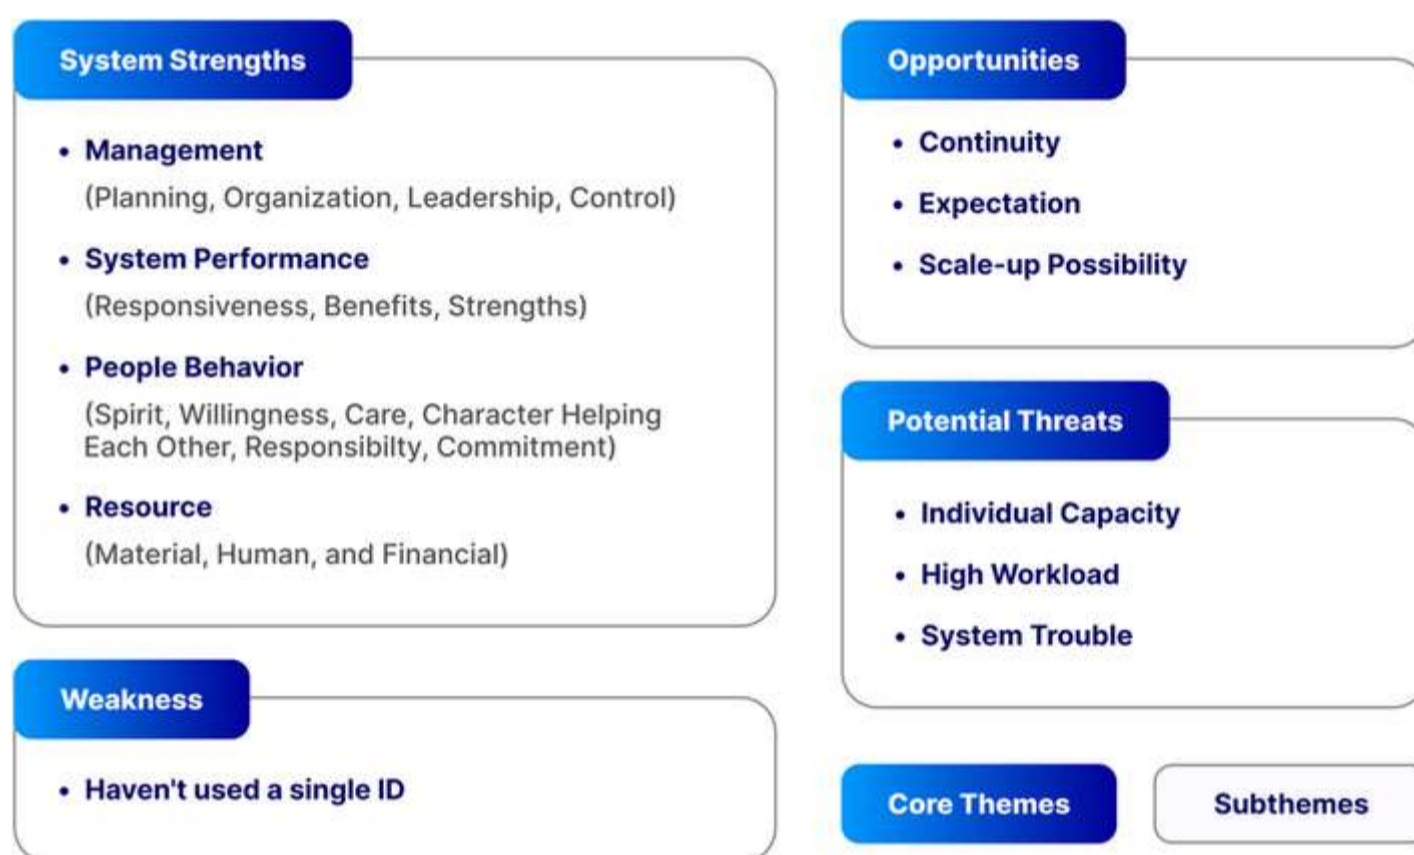 System Strengths
• Management
(Planning, Organization, Leadership, Control)
• System Performance
(Responsiveness, Benefits, Strengths)
• People Behavior
(Spirit, Willingness, Care, Character Helping
Each Other, Responsibilty, Commitment)
• Resource
(Material, Human, and Financial)
Weakness
• Haven't used a single ID
Opportunities
• Continuity
• Expectation
• Scale-up Possibility
Potential Threats
• Individual Capacity
• High Workload
• System Trouble
Core Themes
Subthemes